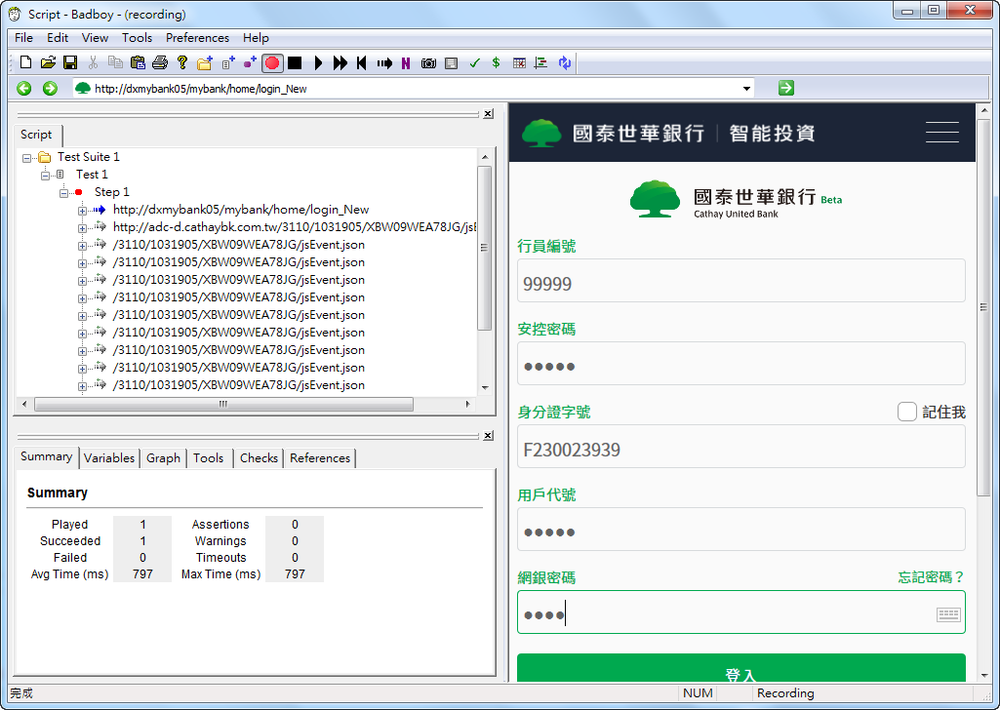 Script - Badboy - (recording)
File Edit View Tools Preferences Help
http://dxmybank05/mybank/home/login_New
Script
Test Suite 1
Test 1
Step 1
http://dxmybank05/mybank/home/login_New
http://adc-d.cathaybk.com.tw/3110/1031905/XBW09WEA78JG/jsE
/3110/1031905/XBW09WEA78JG/jsEvent.json
/3110/1031905/XBW09WEA78JG/jsEvent.json
/3110/1031905/XBW09WEA78JG/jsEvent.json
/3110/1031905/XBW09WEA78JG/jsEvent.json
/3110/1031905/XBW09WEA78JG/jsEvent.json
/3110/1031905/XBW09WEA78JG/jsEvent.json
/3110/1031905/XBW09WEA78JG/jsEvent.json
/3110/1031905/XBW09WEA78JG/jsEvent.json
/3110/1031905/XBW09WEA78JG/jsEvent.json
Summary Variables Graph Tools Checks References
Summary
Played 1 Assertions 0
Succeeded 1 Warnings 0
Failed 0 Timeouts 0
Avg Time (ms) 797 Max Time (ms) 797
國泰世華銀行 | 智能投資
國泰世華銀行 Beta
Cathay United Bank
行員編號
99999
安控密碼
●●●●●
身分證字號 記住我
F230023939
用戶代號
●●●●●
網銀密碼 忘記密碼？
●●●●
登入
完成 NUM Recording